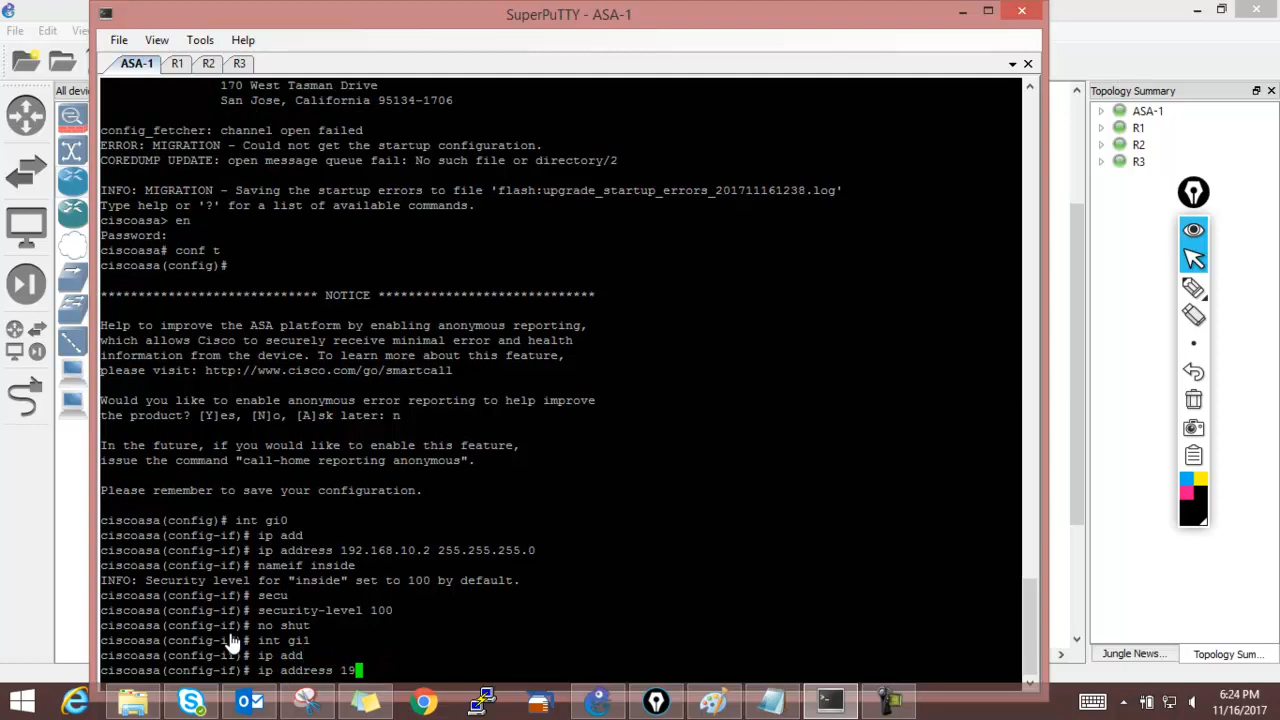 SuperPuTTY - ASA-1
File Edit
File View Tools Help
ASA-1 R1 R2 R3
All
170 West Tasman Drive
San Jose, California 95134-1706
config_fetcher: channel open failed
ERROR: MIGRATION - Could not get the startup configuration.
COREDUMP UPDATE: open message queue fail: No such file or directory/2
INFO: MIGRATION - Saving the startup errors to file 'flash:upgrade_startup_errors_201711161238.log'
Type help or '?' for a list of available commands.
ciscoasa> en
Password:
ciscoasa# conf t
ciscoasa(config)#
***************************** NOTICE *****************************
Help to improve the ASA platform by enabling anonymous reporting,
which allows Cisco to securely receive minimal error and health
information from the device. To learn more about this feature,
please visit: http://www.cisco.com/go/smartcall
Would you like to enable anonymous error reporting to help improve
the product? [Y]es, [N]o, [A]sk later: n
In the future, if you would like to enable this feature,
issue the command "call-home reporting anonymous".
Please remember to save your configuration.
ciscoasa(config)# int gi0
ciscoasa(config-if)# ip add
ciscoasa(config-if)# ip address 192.168.10.2 255.255.255.0
ciscoasa(config-if)# nameif inside
INFO: Security level for "inside" set to 100 by default.
ciscoasa(config-if)# secu
ciscoasa(config-if)# security-level 100
ciscoasa(config-if)# no shut
ciscoasa(config-if)# int gi1
ciscoasa(config-if)# ip add
ciscoasa(config-if)# ip address 19
Topology Summary
ASA-1
R1
R2
R3
Jungle News...
Topology Sum...
6:24 PM
11/16/2017